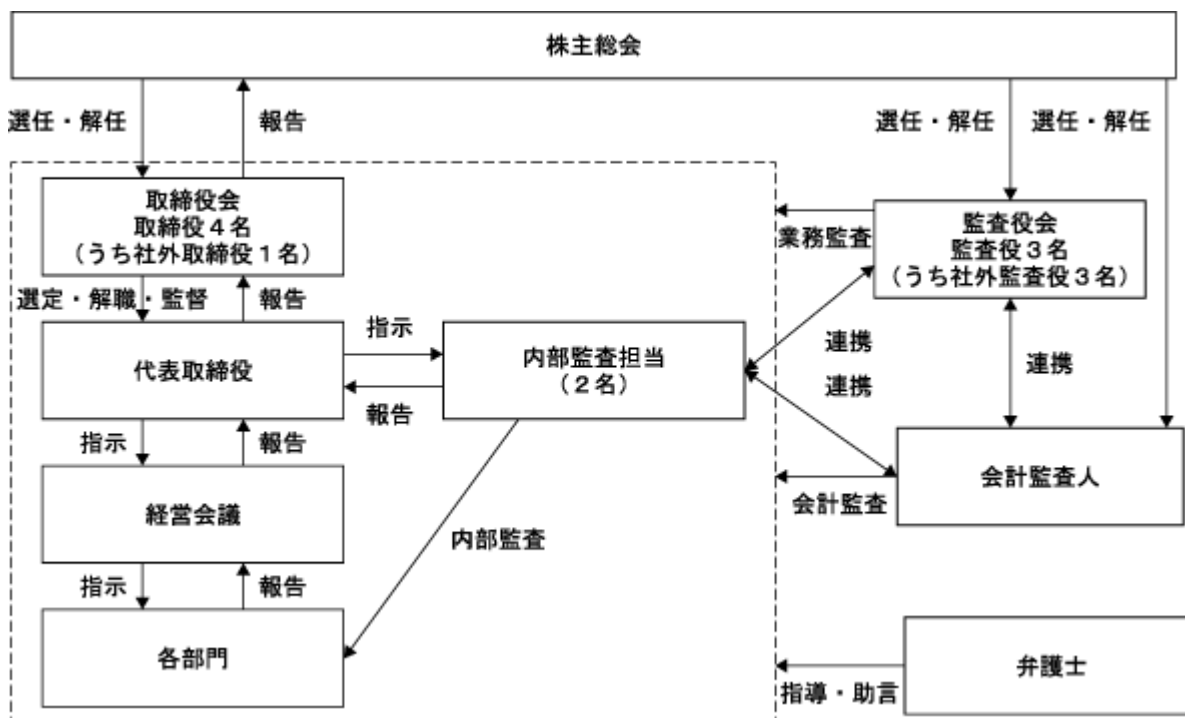 株主総会
選任・解任
報告
選任・解任
選任・解任
取締役会
取締役4名
（うち社外取締役1名）
業務監査
監査役会
監査役3名
（うち社外監査役3名）
選定・解職・監督
報告
代表取締役
指示
報告
内部監査担当
（2名）
連携
連携
連携
指示
報告
経営会議
内部監査
会計監査
会計監査人
指示
報告
各部門
指導・助言
弁護士